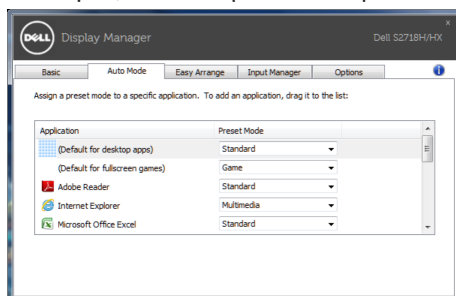 DELL Display Manager Dell S2718H/HX
Basic Auto Mode Easy Arrange Input Manager Options
Assign a preset mode to a specific application. To add an application, drag it to the list:
Application Preset Mode
(Default for desktop apps) Standard
(Default for fullscreen games) Game
Adobe Reader Standard
Internet Explorer Multimedia
Microsoft Office Excel Standard